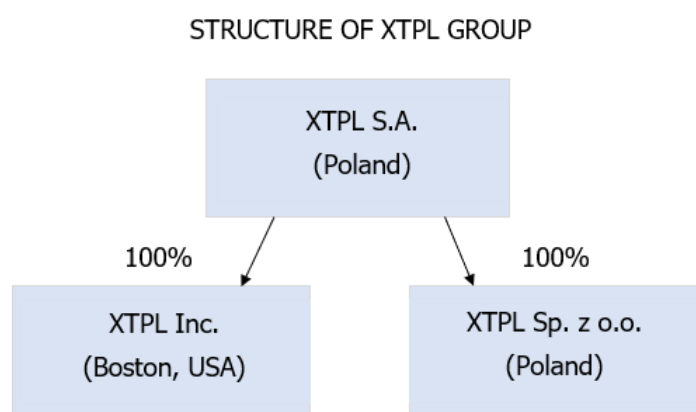 STRUCTURE OF XTPL GROUP
XTPL S.A.
(Poland)
100%
100%
XTPL Inc.
(Boston, USA)
XTPL Sp. z o.o.
(Poland)